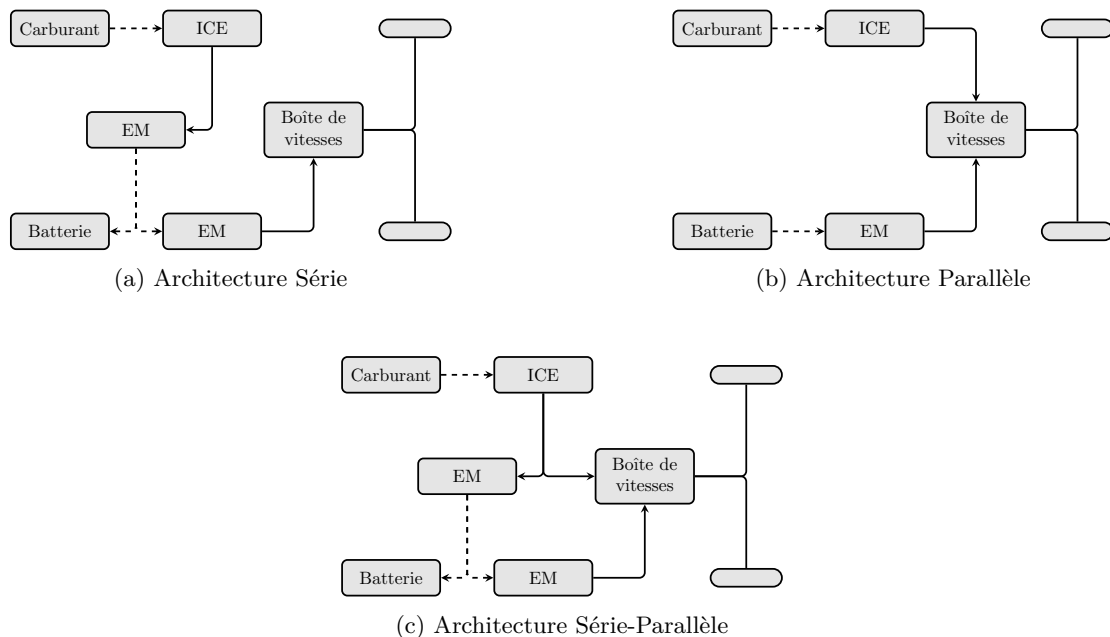 Carburant
ICE
EM
Boîte de
vitesses
Batterie
EM
(a) Architecture Série
Carburant
ICE
Boîte de
vitesses
Batterie
EM
(b) Architecture Parallèle
Carburant
ICE
EM
Boîte de
vitesses
Batterie
EM
(c) Architecture Série-Parallèle